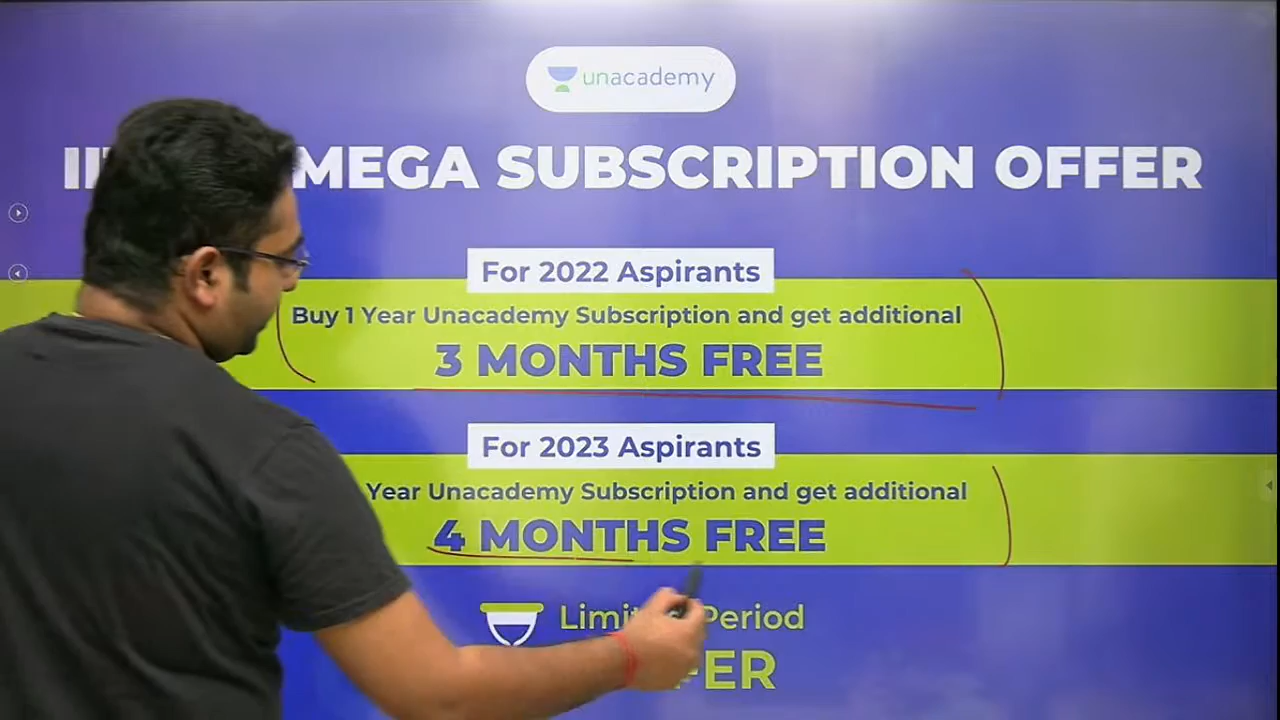 unacademy
MEGA SUBSCRIPTION OFFER
For 2022 Aspirants
Buy 1 Year Unacademy Subscription and get additional
3 MONTHS FREE
For 2023 Aspirants
Year Unacademy Subscription and get additional
4 MONTHS FREE
Period